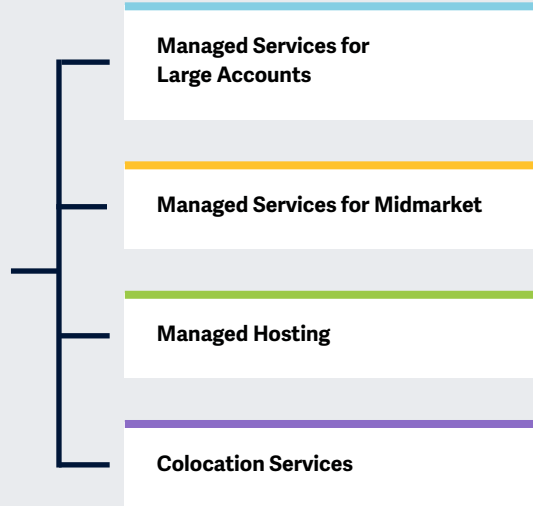 Managed Services for
Large Accounts
Managed Services for Midmarket
Managed Hosting
Colocation Services